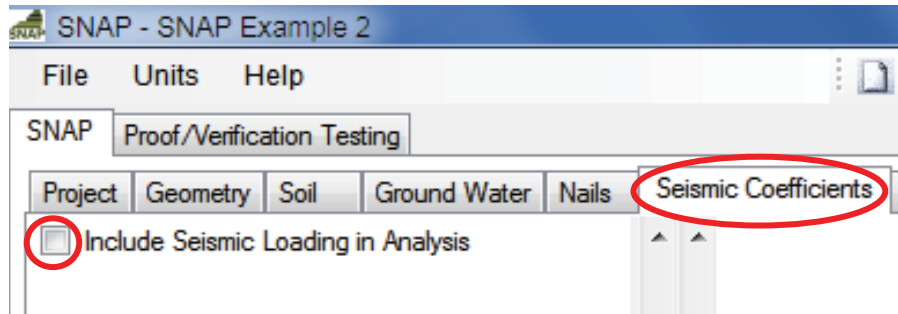 SNAP SNAP - SNAP Example 2
File Units Help
SNAP Proof/Verification Testing
Project Geometry Soil Ground Water Nails Seismic Coefficients
Include Seismic Loading in Analysis